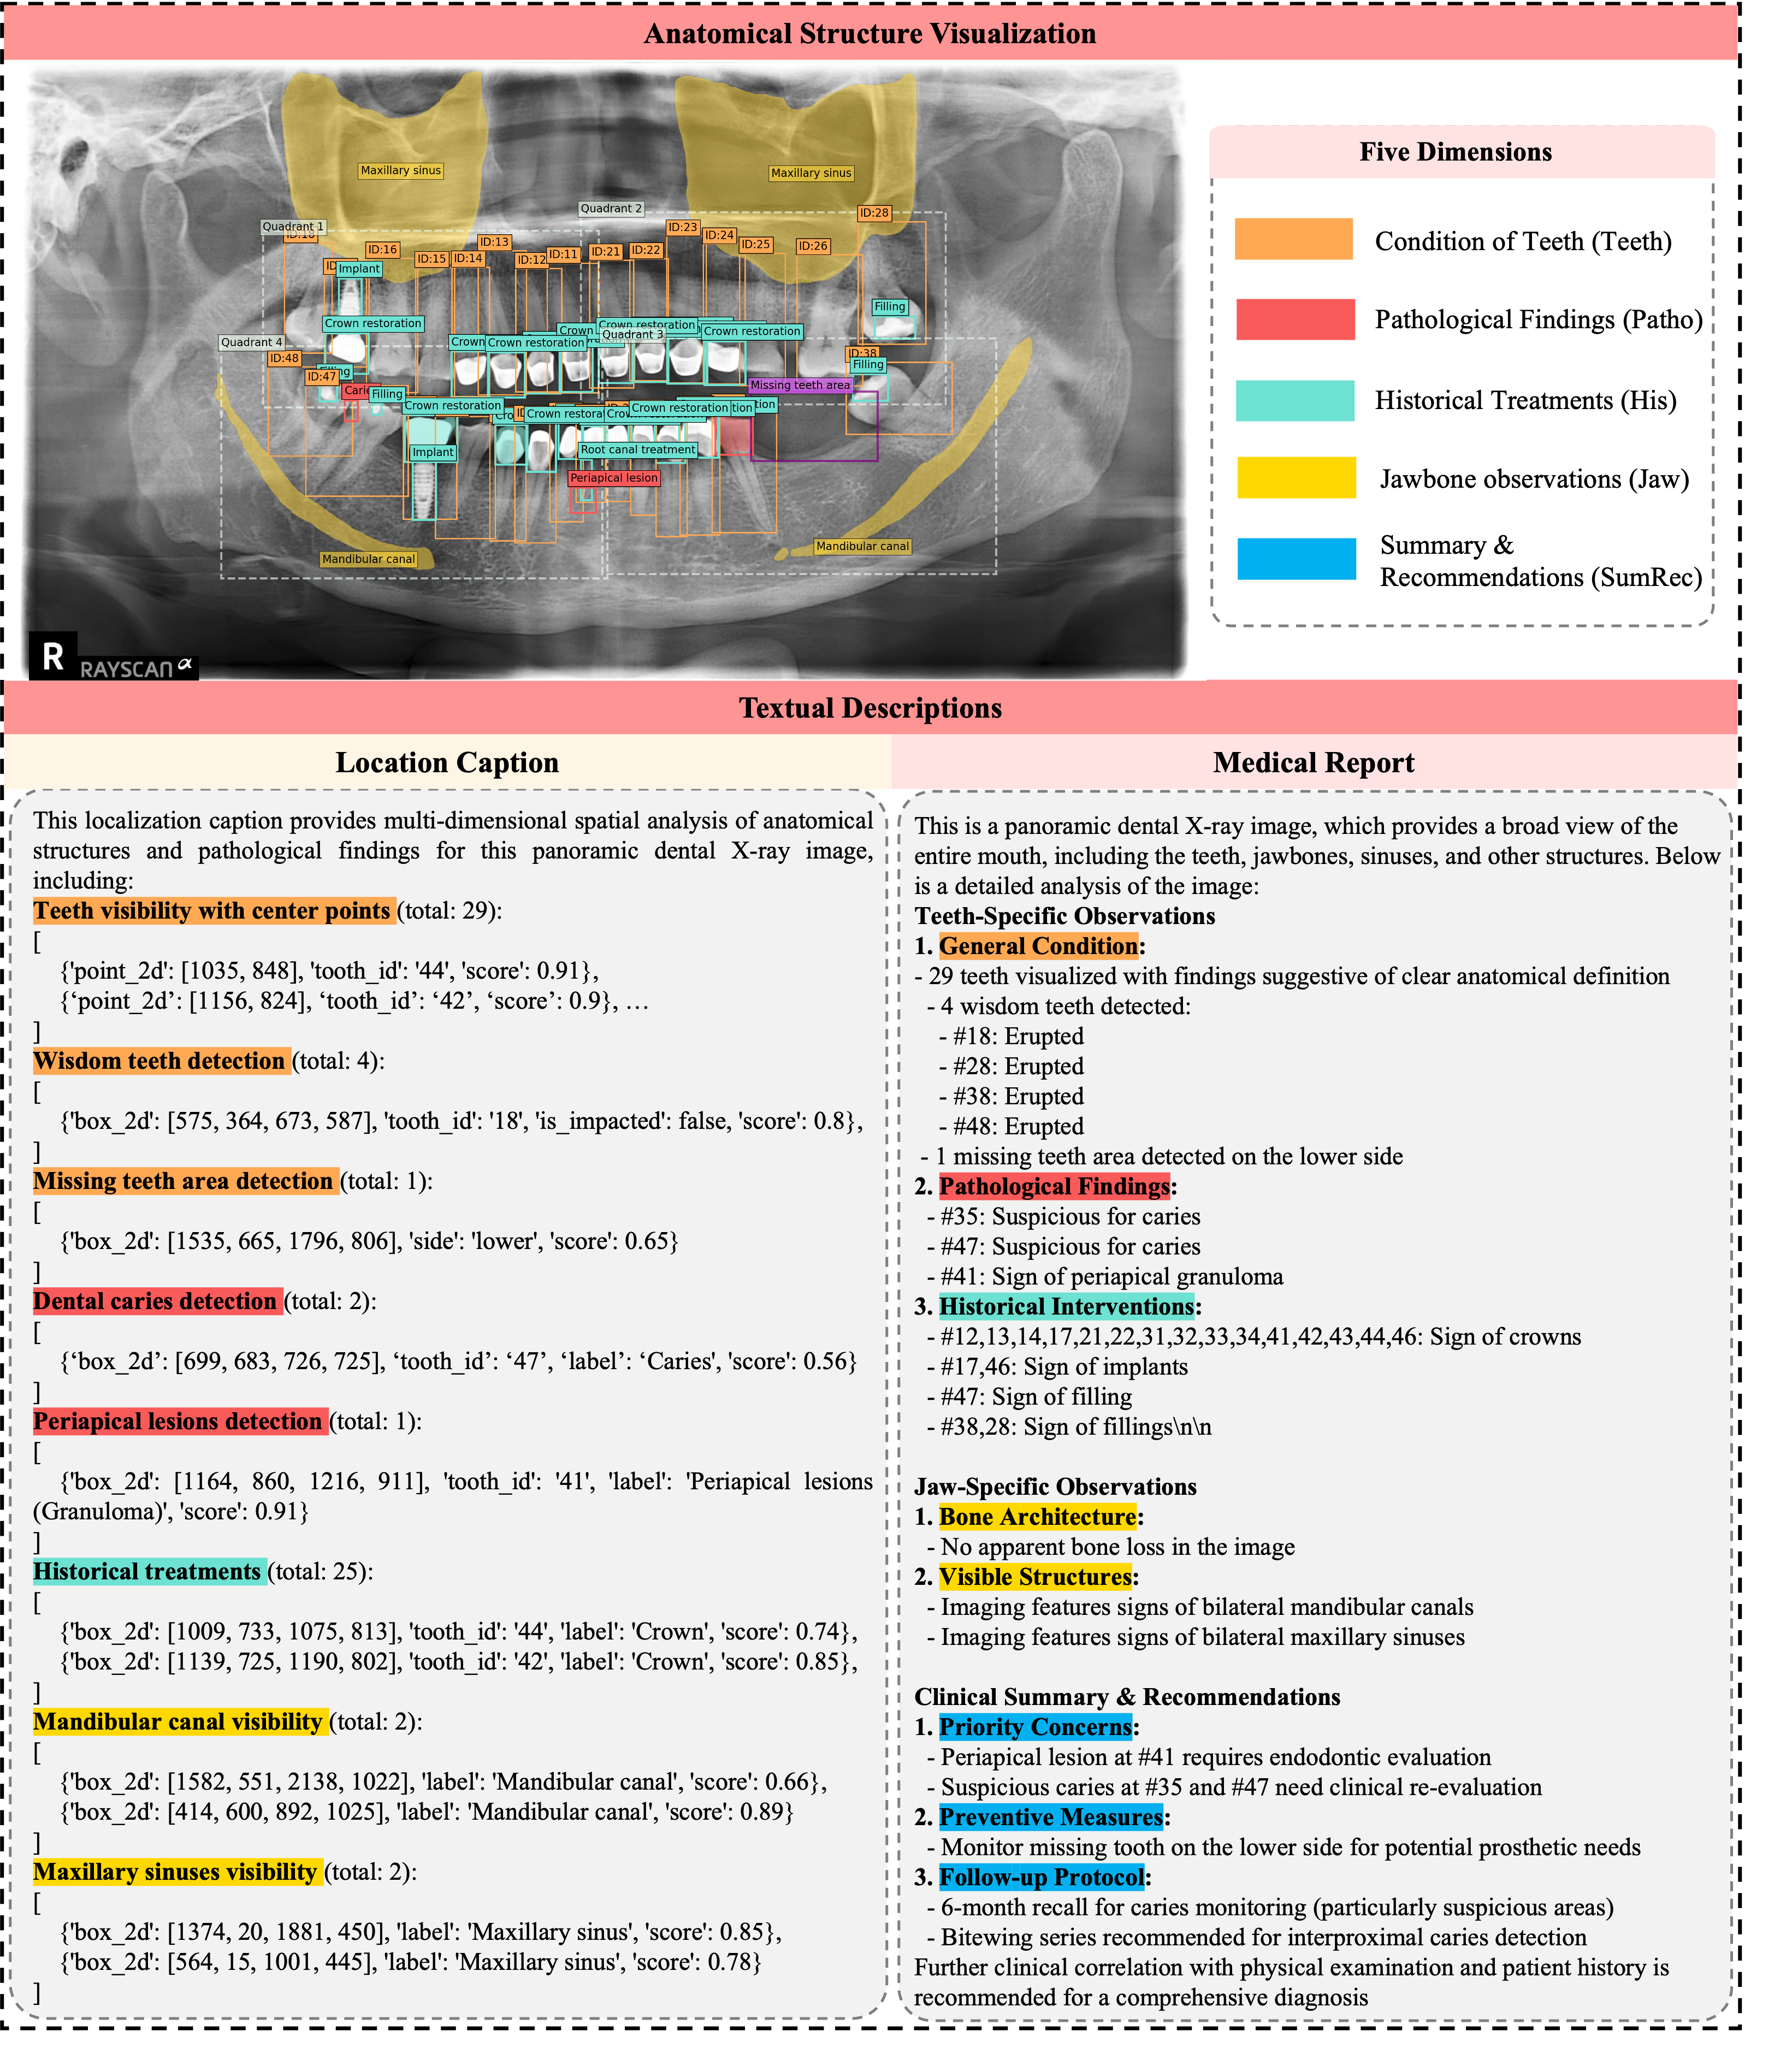 Anatomical Structure Visualization
Maxillary sinus
Maxillary sinus
Quadrant 2
Quadrant 1
ID:28
ID:23
ID:24
ID:13
ID:25
ID:26
ID:16
ID:15
ID:14
ID:12
ID:11
ID:21
ID:22
Implant
Filling
Crown restoration
Crown restoration
Crown restoration
Crown restoration
Quadrant 3
Quadrant 4
ID:48
ID:38
Filling
ID:47
Filling
Missing teeth area
Crown restoration
Crown restoration
Implant
Root canal treatment
Periapical lesion
Mandibular canal
Mandibular canal
R
RAYSCAN α
Five Dimensions
Condition of Teeth (Teeth)
Pathological Findings (Patho)
Historical Treatments (His)
Jawbone observations (Jaw)
Summary &
Recommendations (SumRec)
Textual Descriptions
Location Caption
This localization caption provides multi-dimensional spatial analysis of anatomical
structures and pathological findings for this panoramic dental X-ray image,
including:
Teeth visibility with center points (total: 29):
[
{'point_2d': [1035, 848], 'tooth_id': '44', 'score': 0.91},
{‘point_2d’: [1156, 824], ‘tooth_id’: ‘42’, ‘score’: 0.9}, …
]
Wisdom teeth detection (total: 4):
[
{'box_2d': [575, 364, 673, 587], 'tooth_id': '18', 'is_impacted': false, 'score': 0.8},
]
Missing teeth area detection (total: 1):
[
{'box_2d': [1535, 665, 1796, 806], 'side': 'lower', 'score': 0.65}
]
Dental caries detection (total: 2):
[
{‘box_2d’: [699, 683, 726, 725], ‘tooth_id’: ‘47’, ‘label’: ‘Caries', 'score': 0.56}
]
Periapical lesions detection (total: 1):
[
{'box_2d': [1164, 860, 1216, 911], 'tooth_id': '41', 'label': 'Periapical lesions
(Granuloma)', 'score': 0.91}
]
Historical treatments (total: 25):
[
{'box_2d': [1009, 733, 1075, 813], 'tooth_id': '44', 'label': 'Crown', 'score': 0.74},
{'box_2d': [1139, 725, 1190, 802], 'tooth_id': '42', 'label': 'Crown', 'score': 0.85},
]
Mandibular canal visibility (total: 2):
[
{'box_2d': [1582, 551, 2138, 1022], 'label': 'Mandibular canal', 'score': 0.66},
{'box_2d': [414, 600, 892, 1025], 'label': 'Mandibular canal', 'score': 0.89}
]
Maxillary sinuses visibility (total: 2):
[
{'box_2d': [1374, 20, 1881, 450], 'label': 'Maxillary sinus', 'score': 0.85},
{'box_2d': [564, 15, 1001, 445], 'label': 'Maxillary sinus', 'score': 0.78}
]
Medical Report
This is a panoramic dental X-ray image, which provides a broad view of the
entire mouth, including the teeth, jawbones, sinuses, and other structures. Below
is a detailed analysis of the image:
Teeth-Specific Observations
1. General Condition:
- 29 teeth visualized with findings suggestive of clear anatomical definition
- 4 wisdom teeth detected:
- #18: Erupted
- #28: Erupted
- #38: Erupted
- #48: Erupted
- 1 missing teeth area detected on the lower side
2. Pathological Findings:
- #35: Suspicious for caries
- #47: Suspicious for caries
- #41: Sign of periapical granuloma
3. Historical Interventions:
- #12,13,14,17,21,22,31,32,33,34,41,42,43,44,46: Sign of crowns
- #17,46: Sign of implants
- #47: Sign of filling
- #38,28: Sign of fillings\n\n
Jaw-Specific Observations
1. Bone Architecture:
- No apparent bone loss in the image
2. Visible Structures:
- Imaging features signs of bilateral mandibular canals
- Imaging features signs of bilateral maxillary sinuses
Clinical Summary & Recommendations
1. Priority Concerns:
- Periapical lesion at #41 requires endodontic evaluation
- Suspicious caries at #35 and #47 need clinical re-evaluation
2. Preventive Measures:
- Monitor missing tooth on the lower side for potential prosthetic needs
3. Follow-up Protocol:
- 6-month recall for caries monitoring (particularly suspicious areas)
- Bitewing series recommended for interproximal caries detection
Further clinical correlation with physical examination and patient history is
recommended for a comprehensive diagnosis